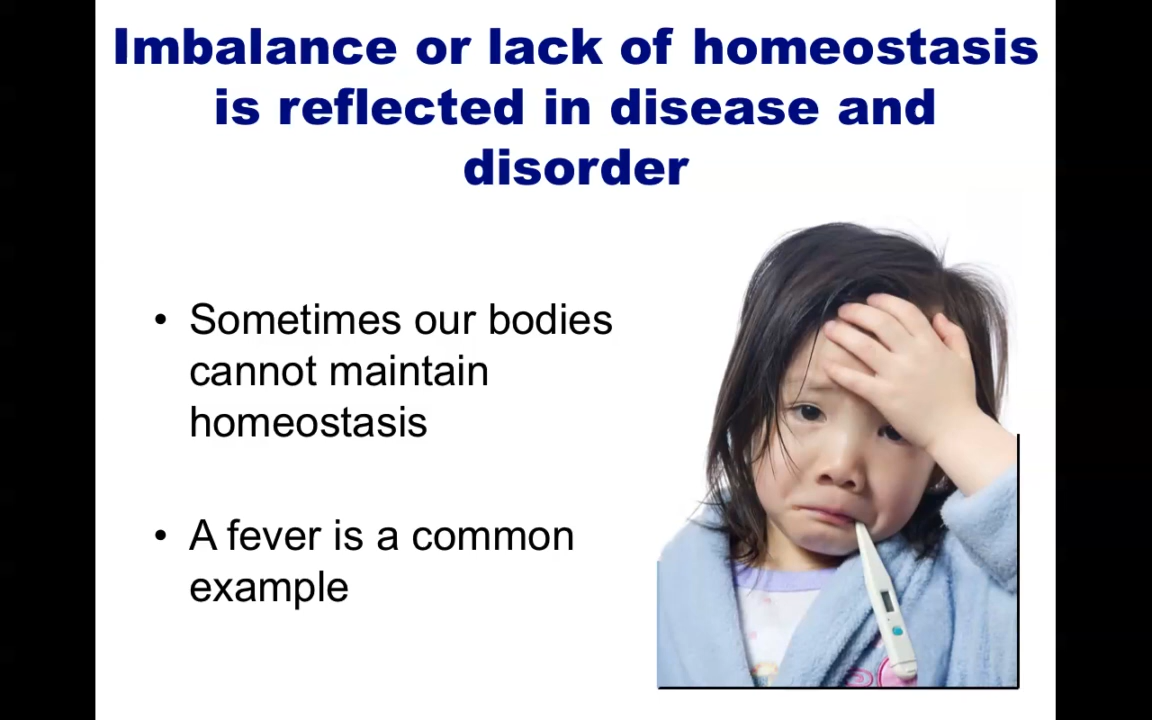 Imbalance or lack of homeostasis
is reflected in disease and
disorder
• Sometimes our bodies
cannot maintain
homeostasis
• A fever is a common
example